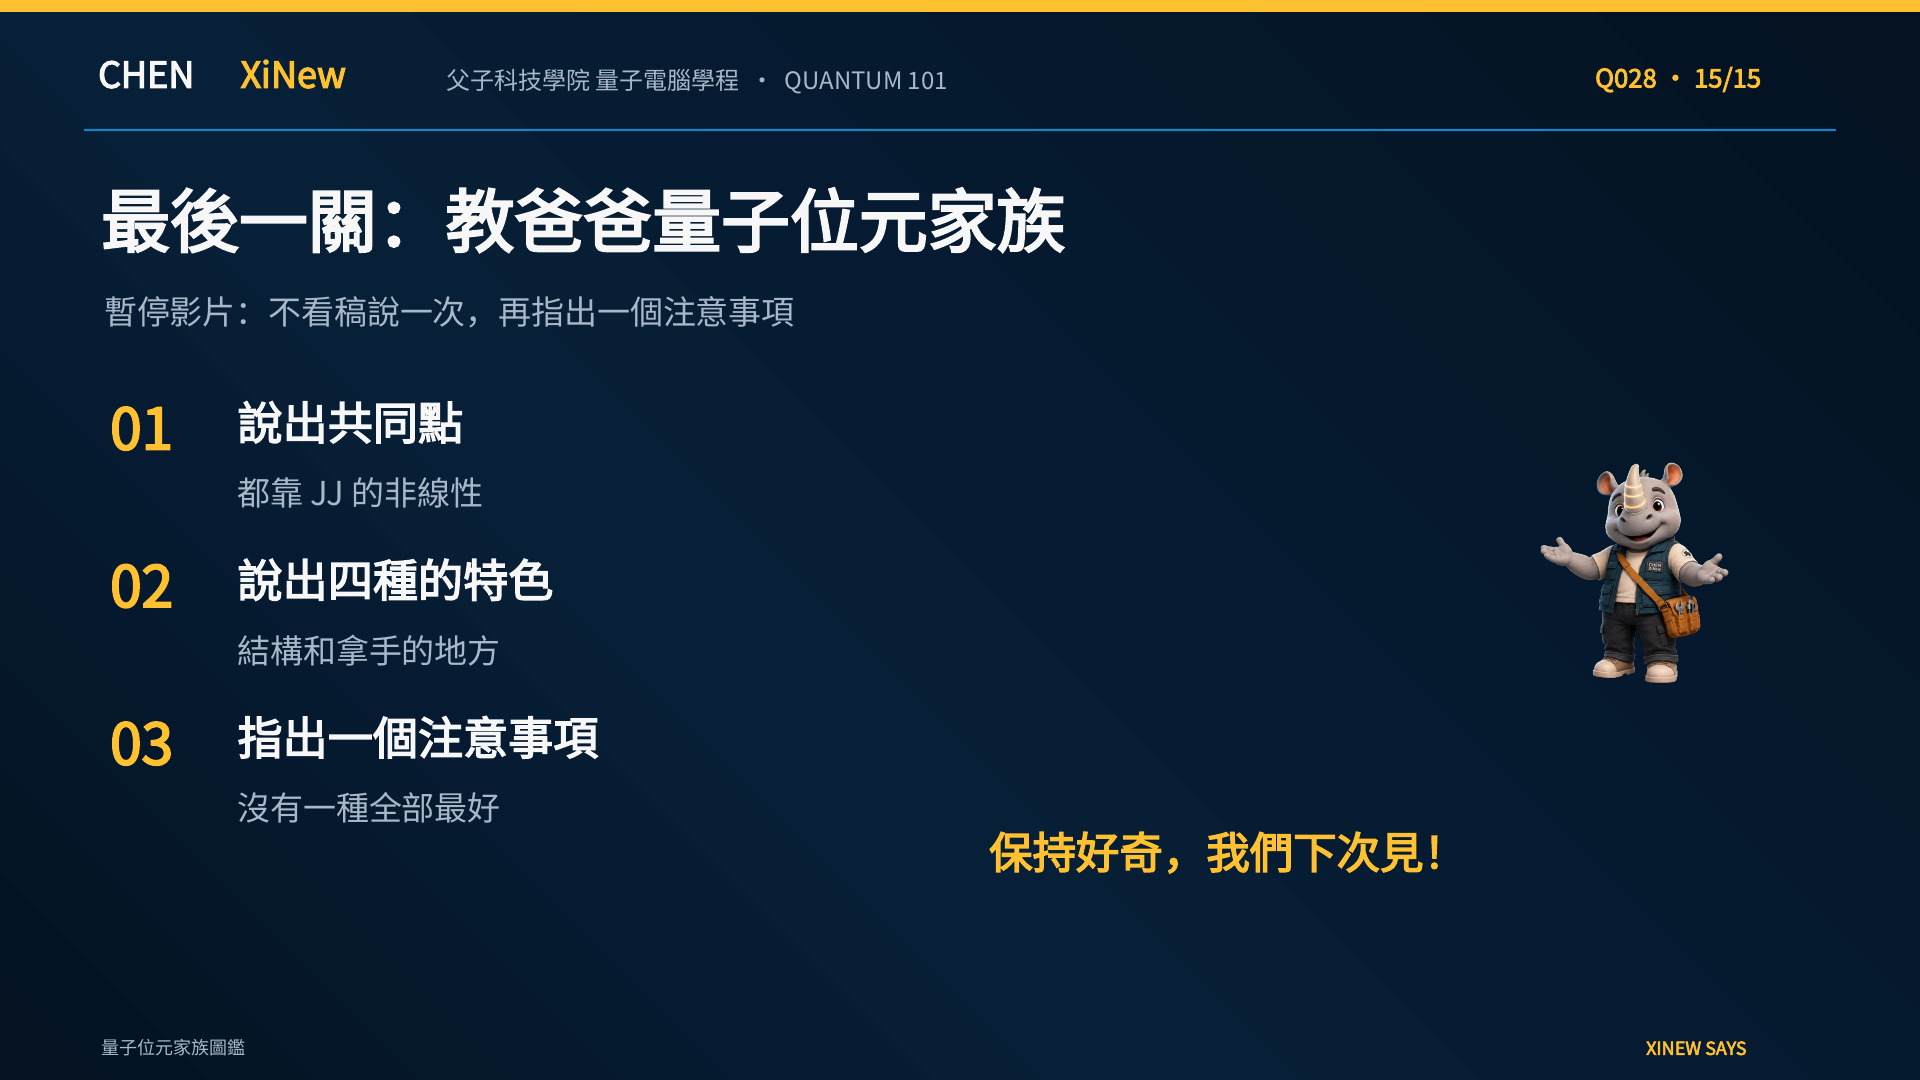 CHEN XiNew 父子科技學院 量子電腦學程 • QUANTUM 101 Q028 • 15/15
最後一關：教爸爸量子位元家族
暫停影片：不看稿說一次，再指出一個注意事項
01 說出共同點
都靠 JJ 的非線性
02 說出四種的特色
結構和拿手的地方
03 指出一個注意事項
沒有一種全部最好
保持好奇，我們下次見！
量子位元家族圖鑑 XINEW SAYS